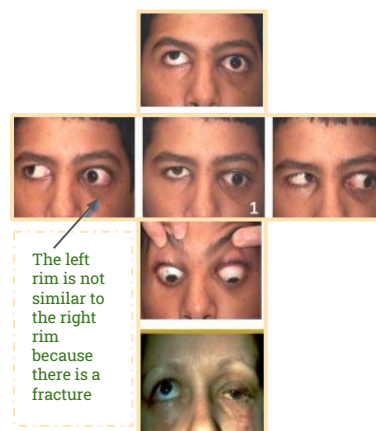 1
The left
rim is not
similar to
the right
rim
because
there is a
fracture